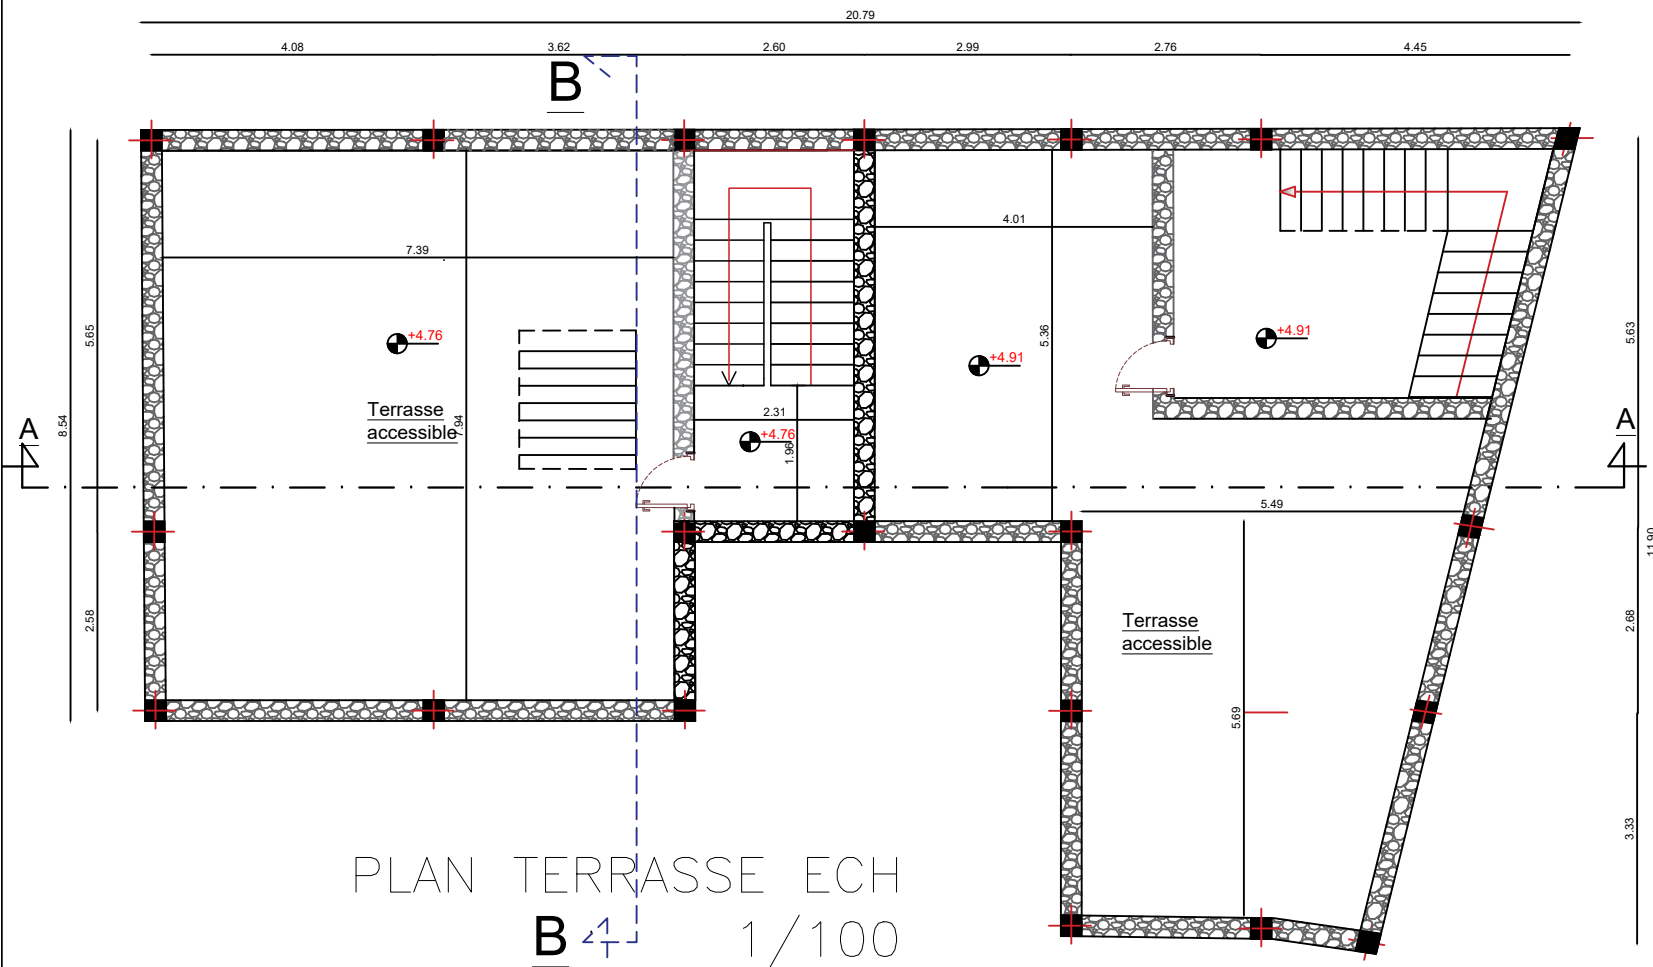 20.79
4.08 3.62 2.60 2.99 2.76 4.45
B
4.01
7.39
5.65
5.36
5.63
+4.76
+4.91
+4.91
Terrasse
accessible
7.94
2.31
+4.76
1.96
A
8.54
A
5.49
11.90
2.58
Terrasse
accessible
2.68
5.69
3.33
PLAN TERRASSE ECH
1/100
B